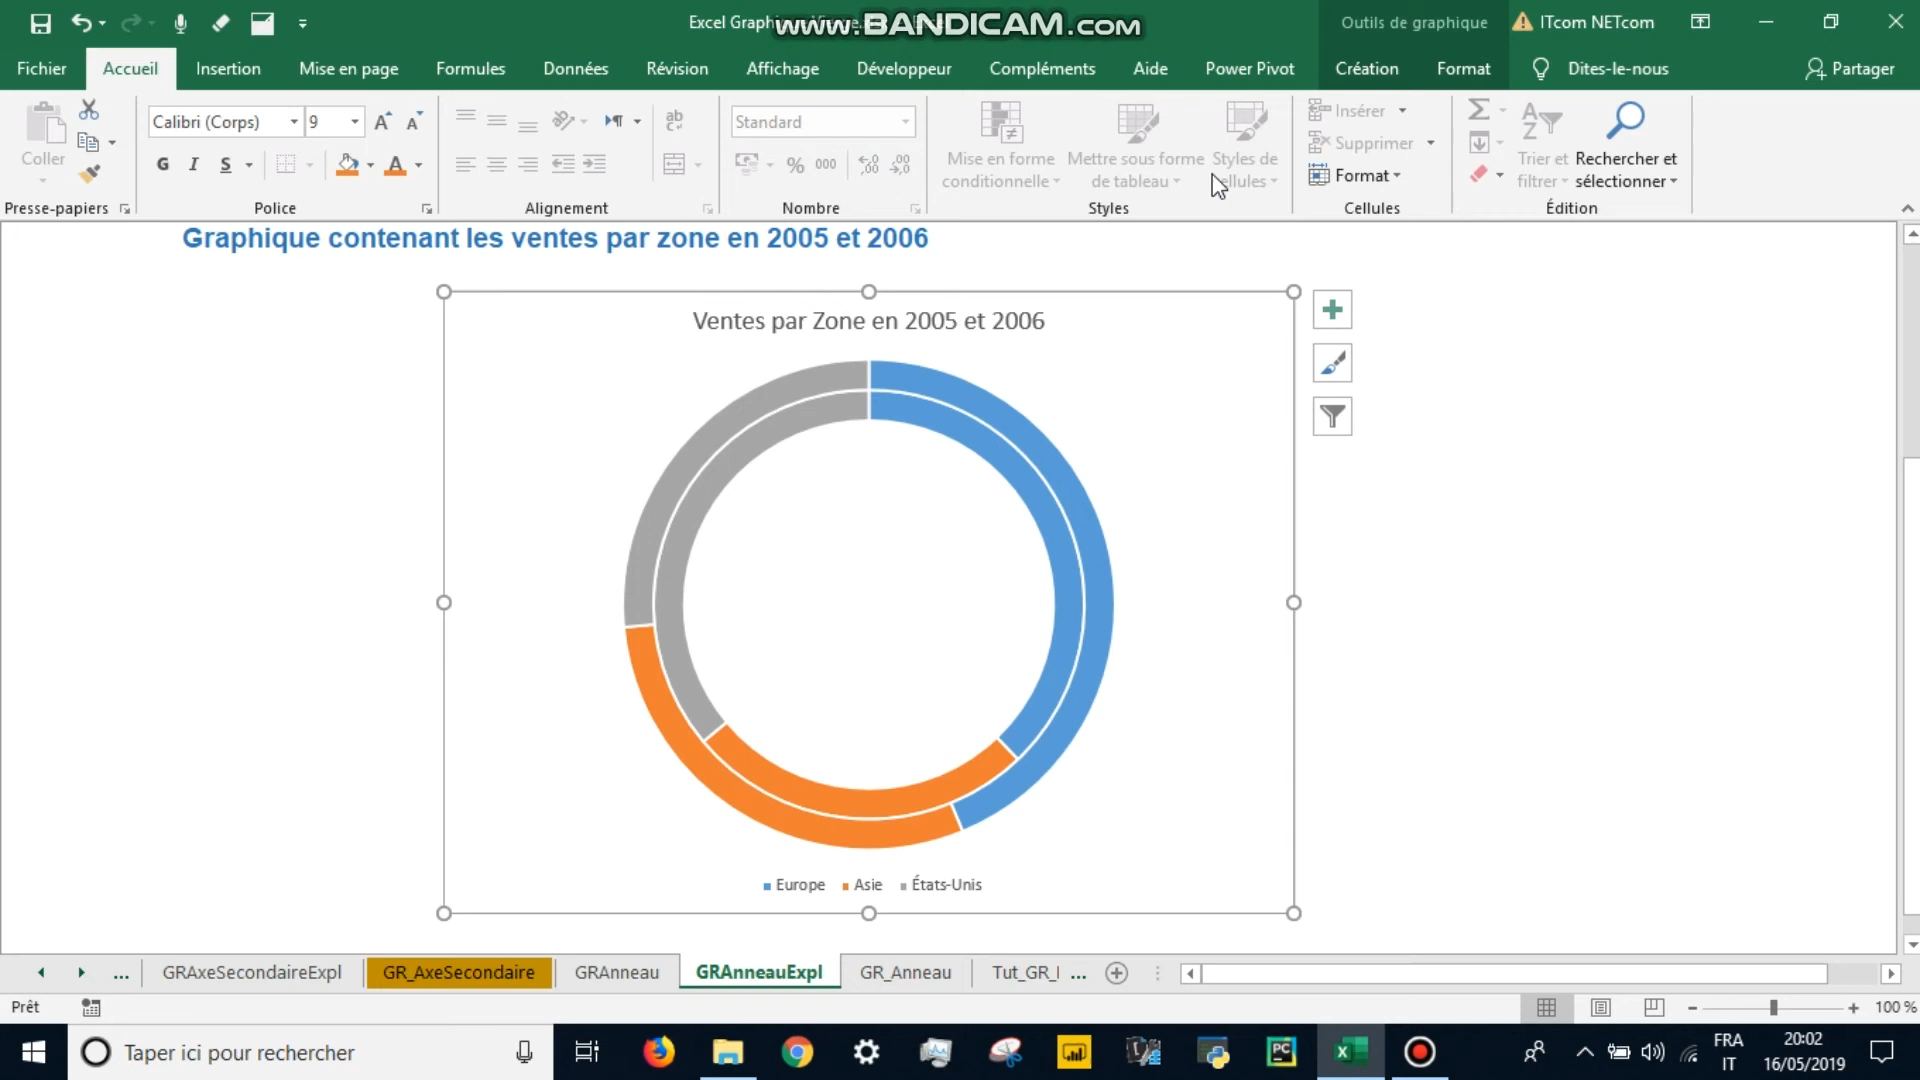 Excel Graph
www.BANDICAM.com
Outils de graphique
ITcom NETcom
Fichier Accueil Insertion Mise en page Formules Données Révision Affichage Développeur Compléments Aide Power Pivot Création Format Dites-le-nous Partager
Coller
Presse-papiers
Calibri (Corps) 9
G I S
Police
Alignement
Standard
% 000
Nombre
Mise en forme conditionnelle
Mettre sous forme de tableau
Styles de
Styles
Insérer
Supprimer
Format
Cellules
Trier et filtrer
Rechercher et sélectionner
Édition
Graphique contenant les ventes par zone en 2005 et 2006
Ventes par Zone en 2005 et 2006
Europe Asie États-Unis
... GRAxeSecondaireExpl GR_AxeSecondaire GRAnneau GRAnneauExpl GR_Anneau Tut_GR_ ...
Prêt
100 %
Taper ici pour rechercher
FRA
IT
20:02
16/05/2019